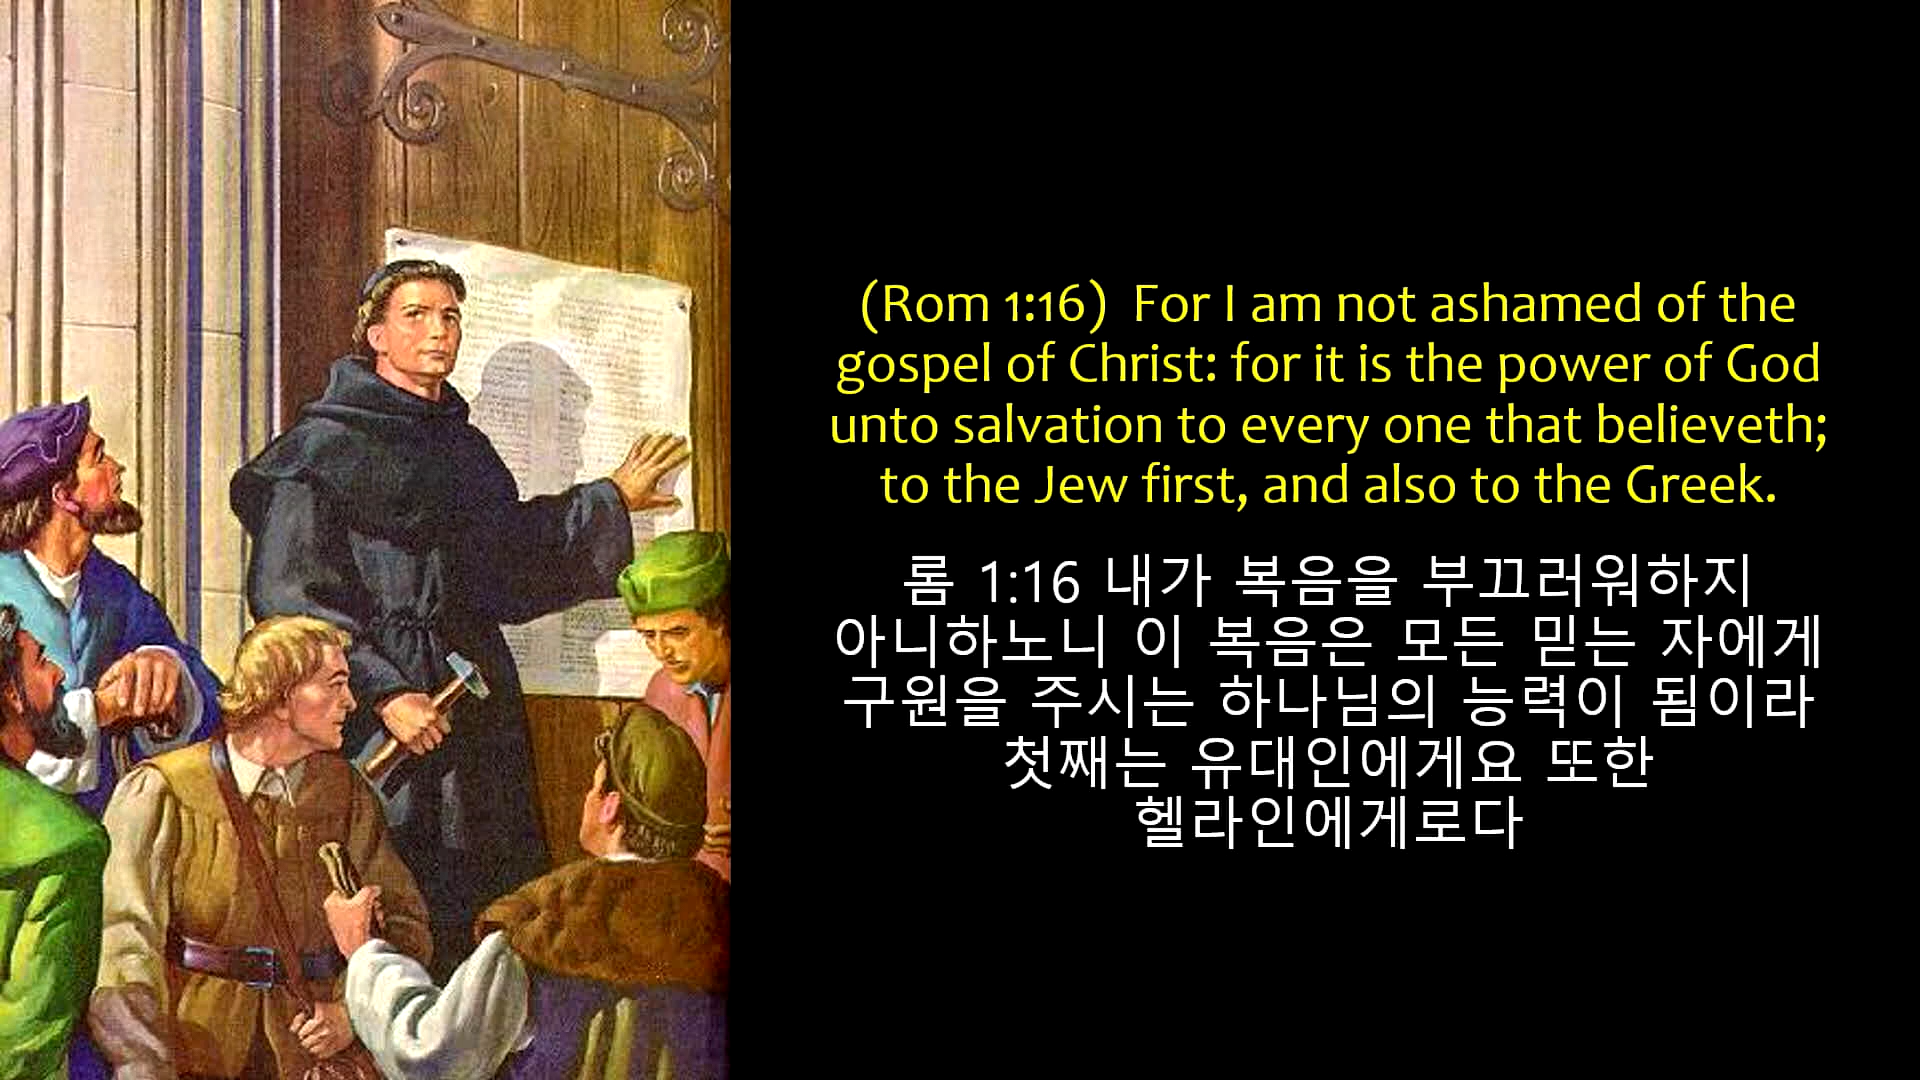 (Rom 1:16)  For I am not ashamed of the
gospel of Christ: for it is the power of God
unto salvation to every one that believeth;
to the Jew first, and also to the Greek.
롬 1:16 내가 복음을 부끄러워하지
아니하노니 이 복음은 모든 믿는 자에게
구원을 주시는 하나님의 능력이 됨이라
첫째는 유대인에게요 또한
헬라인에게로다